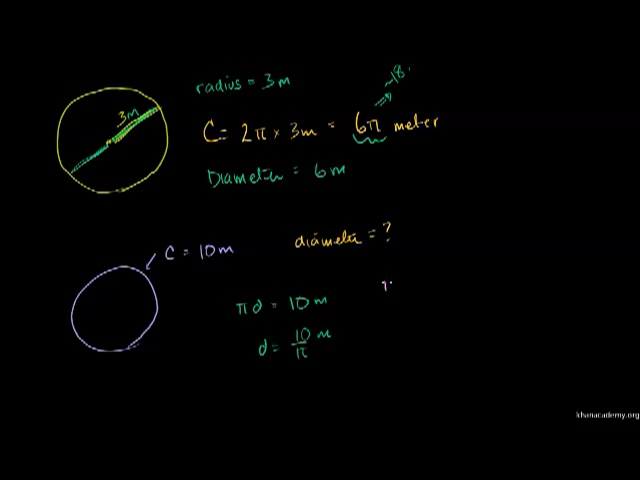 radius = 3m
3m
~18.
C = 2π × 3m = 6π meter
Diameter = 6m
C = 10m
diameter = ?
πd = 10m
d = 10/π m
khanacademy.org